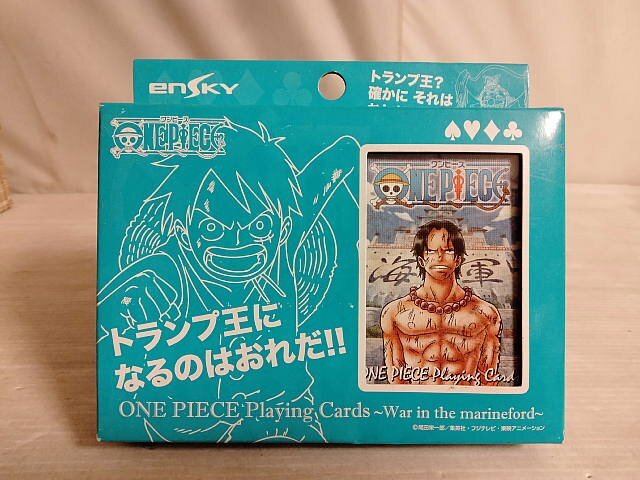 ensky
トランプ王?
確かに それは
ワンピース
ONE PIECE
ワンピース
ONE PIECE
海軍
トランプ王に
なるのはおれだ!!
ONE PIECE Playing Card
ONE PIECE Playing Cards ~War in the marineford~
©尾田栄一郎/集英社・フジテレビ・東映アニメーション